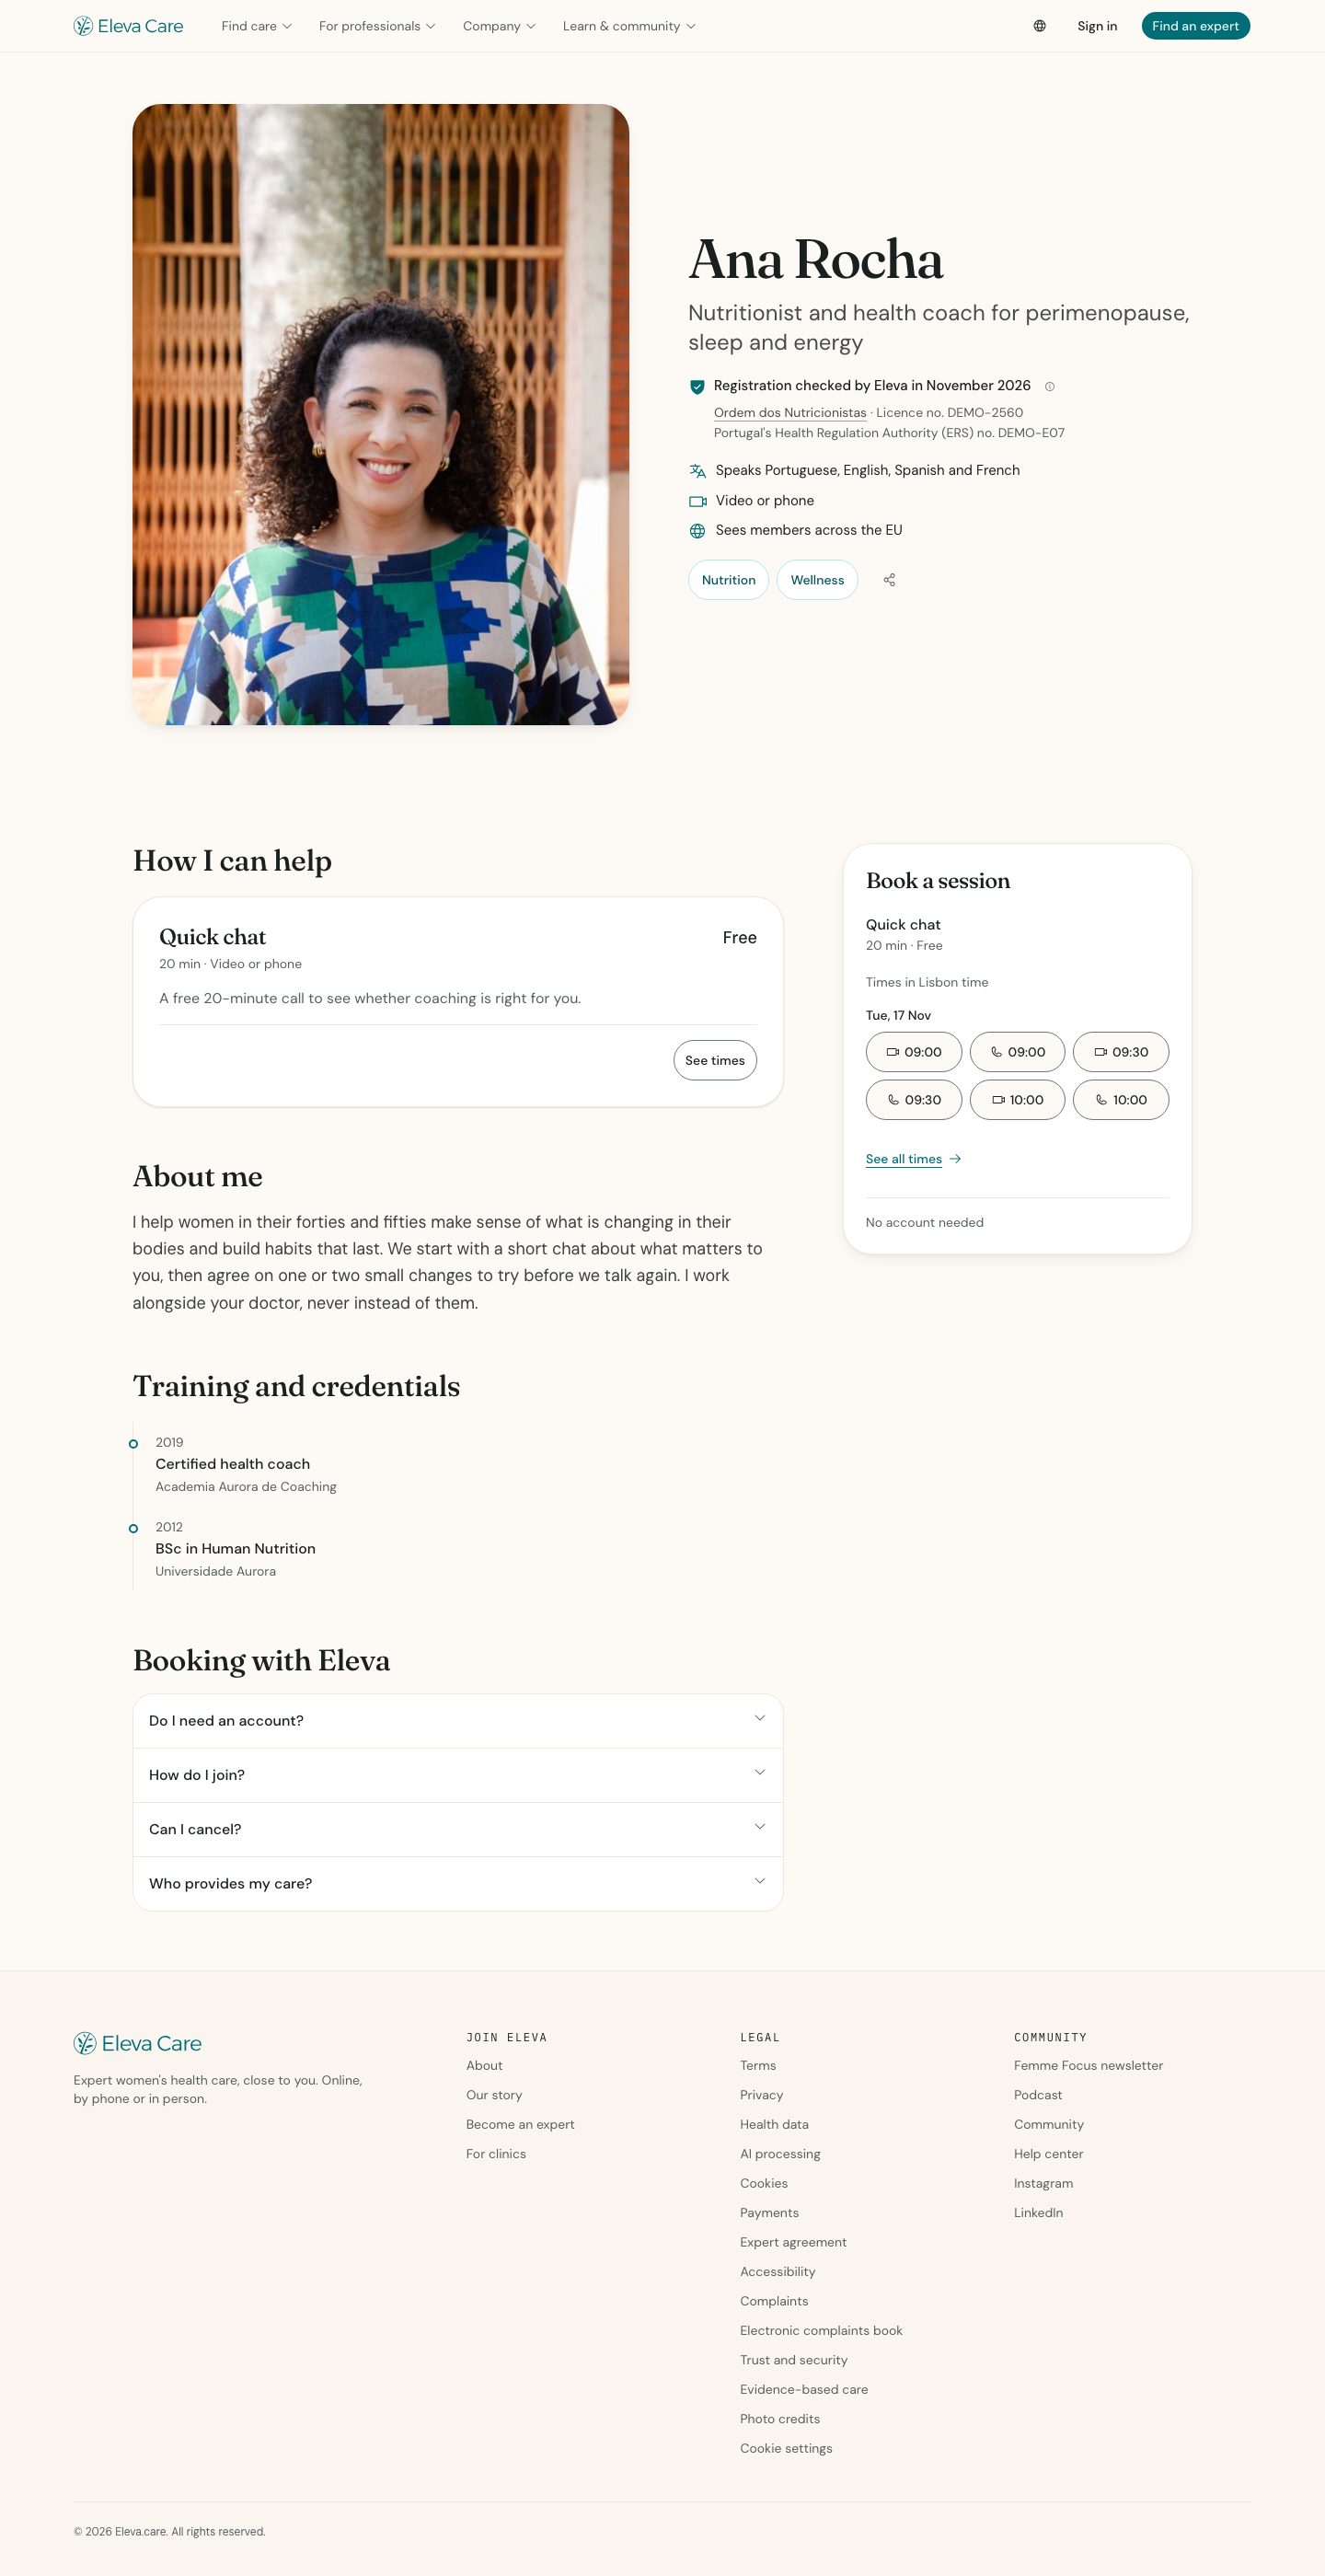 Eleva Care
Find care
For professionals
Company
Learn & community
Sign in
Find an expert
Ana Rocha
Nutritionist and health coach for perimenopause,
sleep and energy
Registration checked by Eleva in November 2026
Ordem dos Nutricionistas · Licence no. DEMO-2560
Portugal's Health Regulation Authority (ERS) no. DEMO-E07
Speaks Portuguese, English, Spanish and French
Video or phone
Sees members across the EU
Nutrition
Wellness
How I can help
Quick chat
Free
20 min · Video or phone
A free 20-minute call to see whether coaching is right for you.
See times
About me
I help women in their forties and fifties make sense of what is changing in their
bodies and build habits that last. We start with a short chat about what matters to
you, then agree on one or two small changes to try before we talk again. I work
alongside your doctor, never instead of them.
Training and credentials
2019
Certified health coach
Academia Aurora de Coaching
2012
BSc in Human Nutrition
Universidade Aurora
Booking with Eleva
Do I need an account?
How do I join?
Can I cancel?
Who provides my care?
Book a session
Quick chat
20 min · Free
Times in Lisbon time
Tue, 17 Nov
09:00
09:00
09:30
09:30
10:00
10:00
See all times
No account needed
Eleva Care
Expert women's health care, close to you. Online,
by phone or in person.
JOIN ELEVA
About
Our story
Become an expert
For clinics
LEGAL
Terms
Privacy
Health data
AI processing
Cookies
Payments
Expert agreement
Accessibility
Complaints
Electronic complaints book
Trust and security
Evidence-based care
Photo credits
Cookie settings
COMMUNITY
Femme Focus newsletter
Podcast
Community
Help center
Instagram
LinkedIn
© 2026 Eleva.care. All rights reserved.